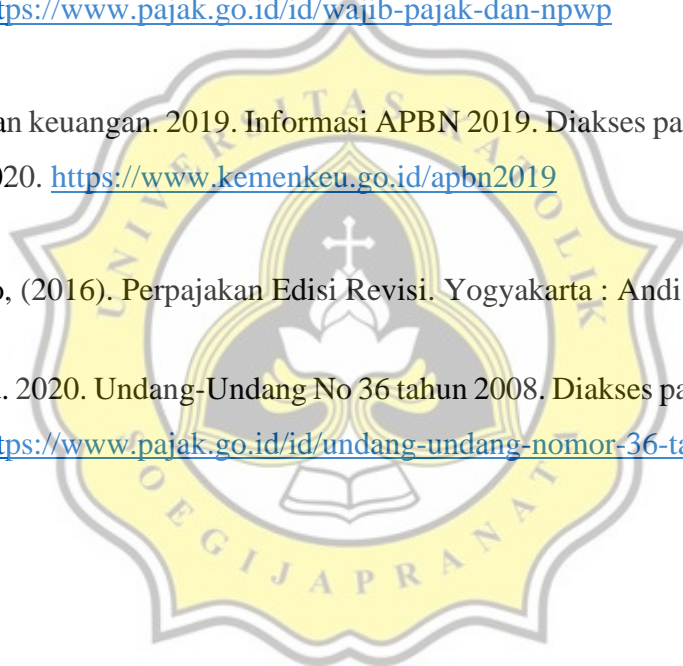 tps://www.pajak.go.id/id/wajib-pajak-dan-npwp
an keuangan. 2019. Informasi APBN 2019. Diakses pa
020. https://www.kemenkeu.go.id/apbn2019
o, (2016). Perpajakan Edisi Revisi. Yogyakarta : Andi
. 2020. Undang-Undang No 36 tahun 2008. Diakses pa
tps://www.pajak.go.id/id/undang-undang-nomor-36-ta
UNIVERSITAS KATOLIK
SOEGIJAPRANATA